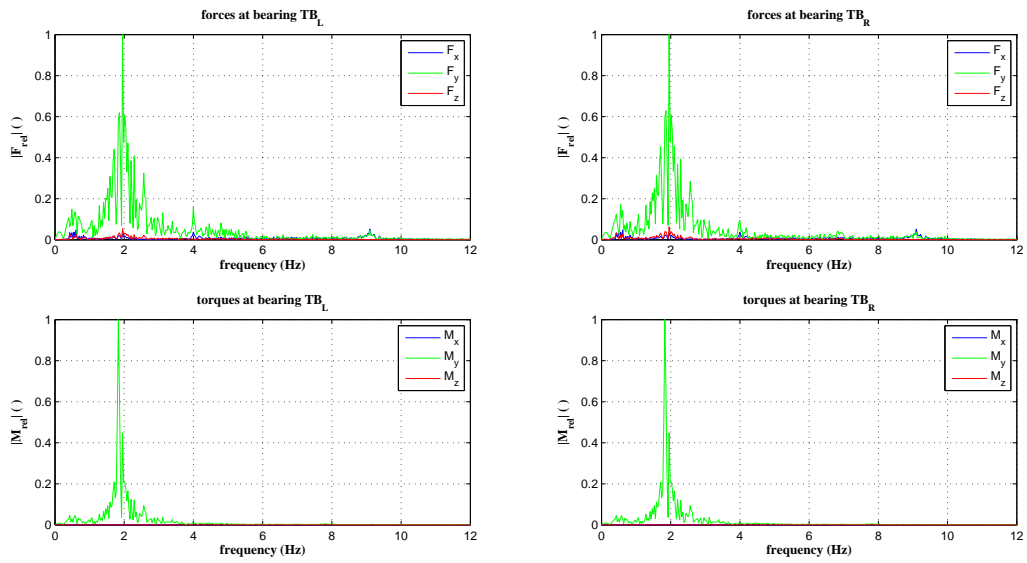 forces at bearing TB_L
1
0.8
0.6
0.4
0.2
0
|F_rel| ( )
F_x
F_y
F_z
0 2 4 6 8 10 12
frequency (Hz)
forces at bearing TB_R
1
0.8
0.6
0.4
0.2
0
|F_rel| ( )
F_x
F_y
F_z
0 2 4 6 8 10 12
frequency (Hz)
torques at bearing TB_L
1
0.8
0.6
0.4
0.2
0
|M_rel| ( )
M_x
M_y
M_z
0 2 4 6 8 10 12
frequency (Hz)
torques at bearing TB_R
1
0.8
0.6
0.4
0.2
0
|M_rel| ( )
M_x
M_y
M_z
0 2 4 6 8 10 12
frequency (Hz)